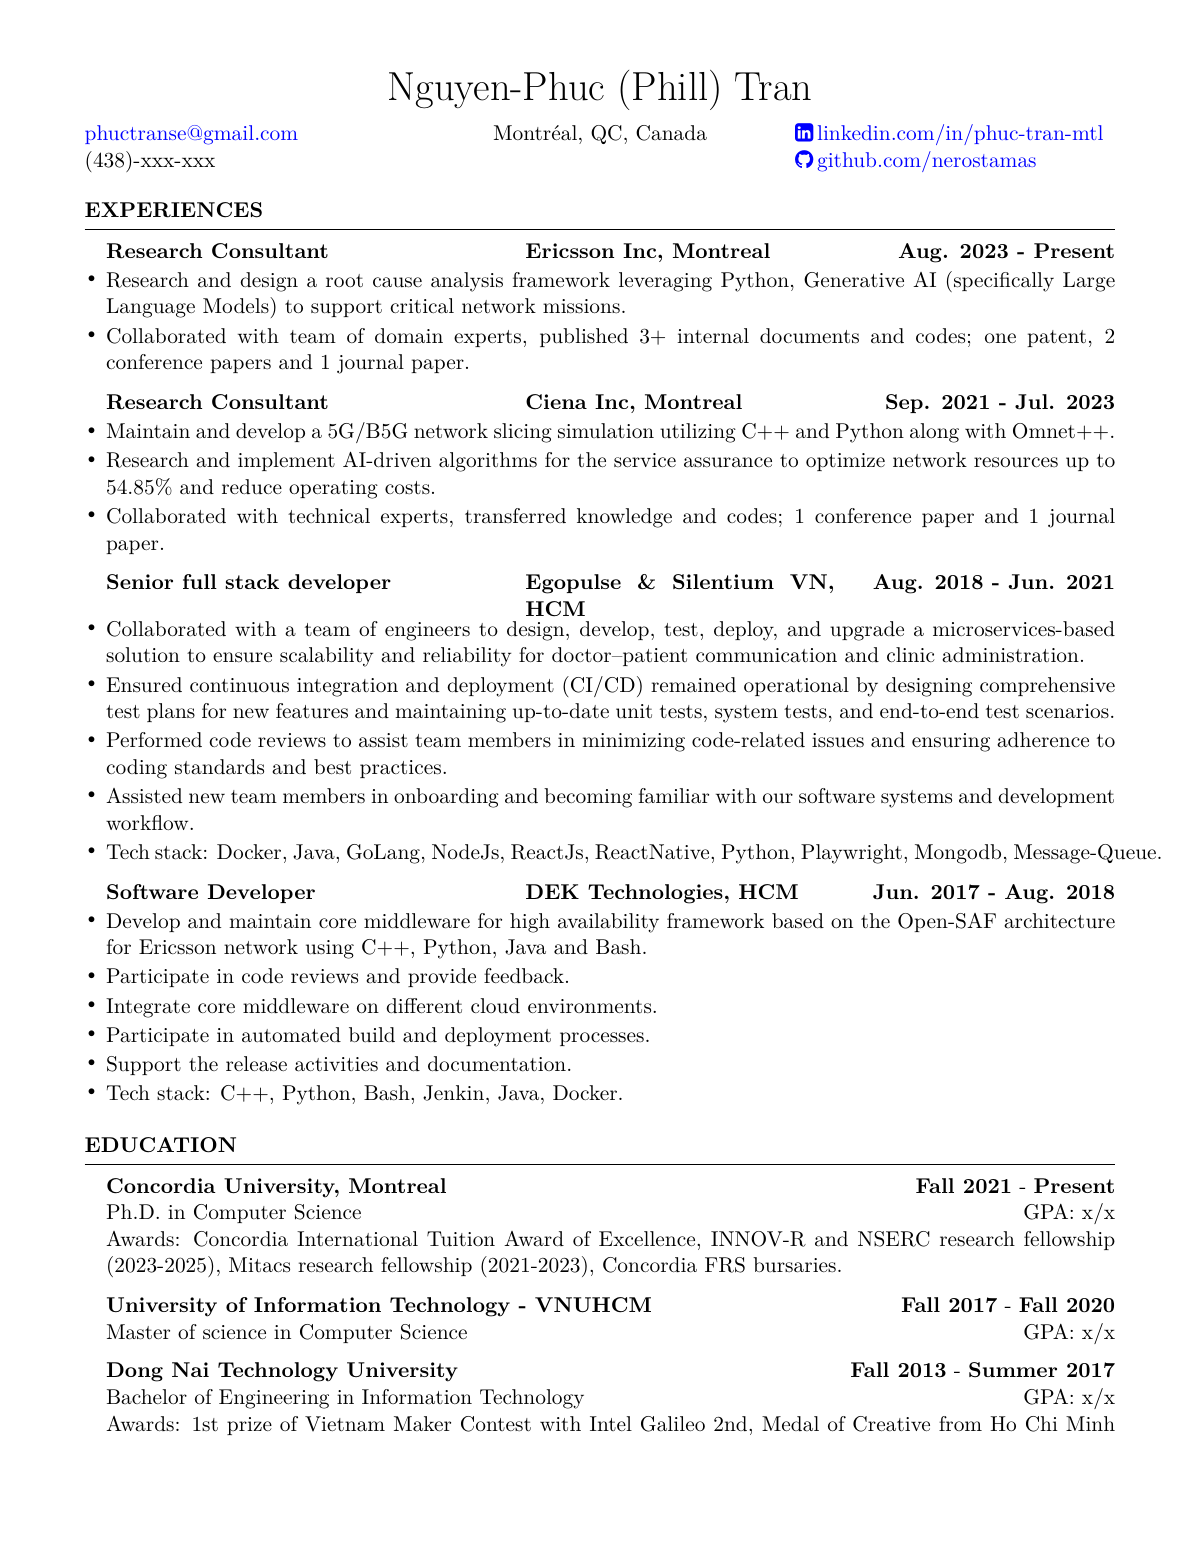 Nguyen-Phuc (Phill) Tran
phuctranse@gmail.com Montréal, QC, Canada linkedin.com/in/phuc-tran-mtl
(438)-xxx-xxx github.com/nerostamas
EXPERIENCES
Research Consultant Ericsson Inc, Montreal Aug. 2023 - Present
• Research and design a root cause analysis framework leveraging Python, Generative AI (specifically Large
Language Models) to support critical network missions.
• Collaborated with team of domain experts, published 3+ internal documents and codes; one patent, 2
conference papers and 1 journal paper.
Research Consultant Ciena Inc, Montreal Sep. 2021 - Jul. 2023
• Maintain and develop a 5G/B5G network slicing simulation utilizing C++ and Python along with Omnet++.
• Research and implement AI-driven algorithms for the service assurance to optimize network resources up to
54.85% and reduce operating costs.
• Collaborated with technical experts, transferred knowledge and codes; 1 conference paper and 1 journal
paper.
Senior full stack developer Egopulse & Silentium VN, Aug. 2018 - Jun. 2021
HCM
• Collaborated with a team of engineers to design, develop, test, deploy, and upgrade a microservices-based
solution to ensure scalability and reliability for doctor–patient communication and clinic administration.
• Ensured continuous integration and deployment (CI/CD) remained operational by designing comprehensive
test plans for new features and maintaining up-to-date unit tests, system tests, and end-to-end test scenarios.
• Performed code reviews to assist team members in minimizing code-related issues and ensuring adherence to
coding standards and best practices.
• Assisted new team members in onboarding and becoming familiar with our software systems and development
workflow.
• Tech stack: Docker, Java, GoLang, NodeJs, ReactJs, ReactNative, Python, Playwright, Mongodb, Message-Queue.
Software Developer DEK Technologies, HCM Jun. 2017 - Aug. 2018
• Develop and maintain core middleware for high availability framework based on the Open-SAF architecture
for Ericsson network using C++, Python, Java and Bash.
• Participate in code reviews and provide feedback.
• Integrate core middleware on different cloud environments.
• Participate in automated build and deployment processes.
• Support the release activities and documentation.
• Tech stack: C++, Python, Bash, Jenkin, Java, Docker.
EDUCATION
Concordia University, Montreal Fall 2021 - Present
Ph.D. in Computer Science GPA: x/x
Awards: Concordia International Tuition Award of Excellence, INNOV-R and NSERC research fellowship
(2023-2025), Mitacs research fellowship (2021-2023), Concordia FRS bursaries.
University of Information Technology - VNUHCM Fall 2017 - Fall 2020
Master of science in Computer Science GPA: x/x
Dong Nai Technology University Fall 2013 - Summer 2017
Bachelor of Engineering in Information Technology GPA: x/x
Awards: 1st prize of Vietnam Maker Contest with Intel Galileo 2nd, Medal of Creative from Ho Chi Minh